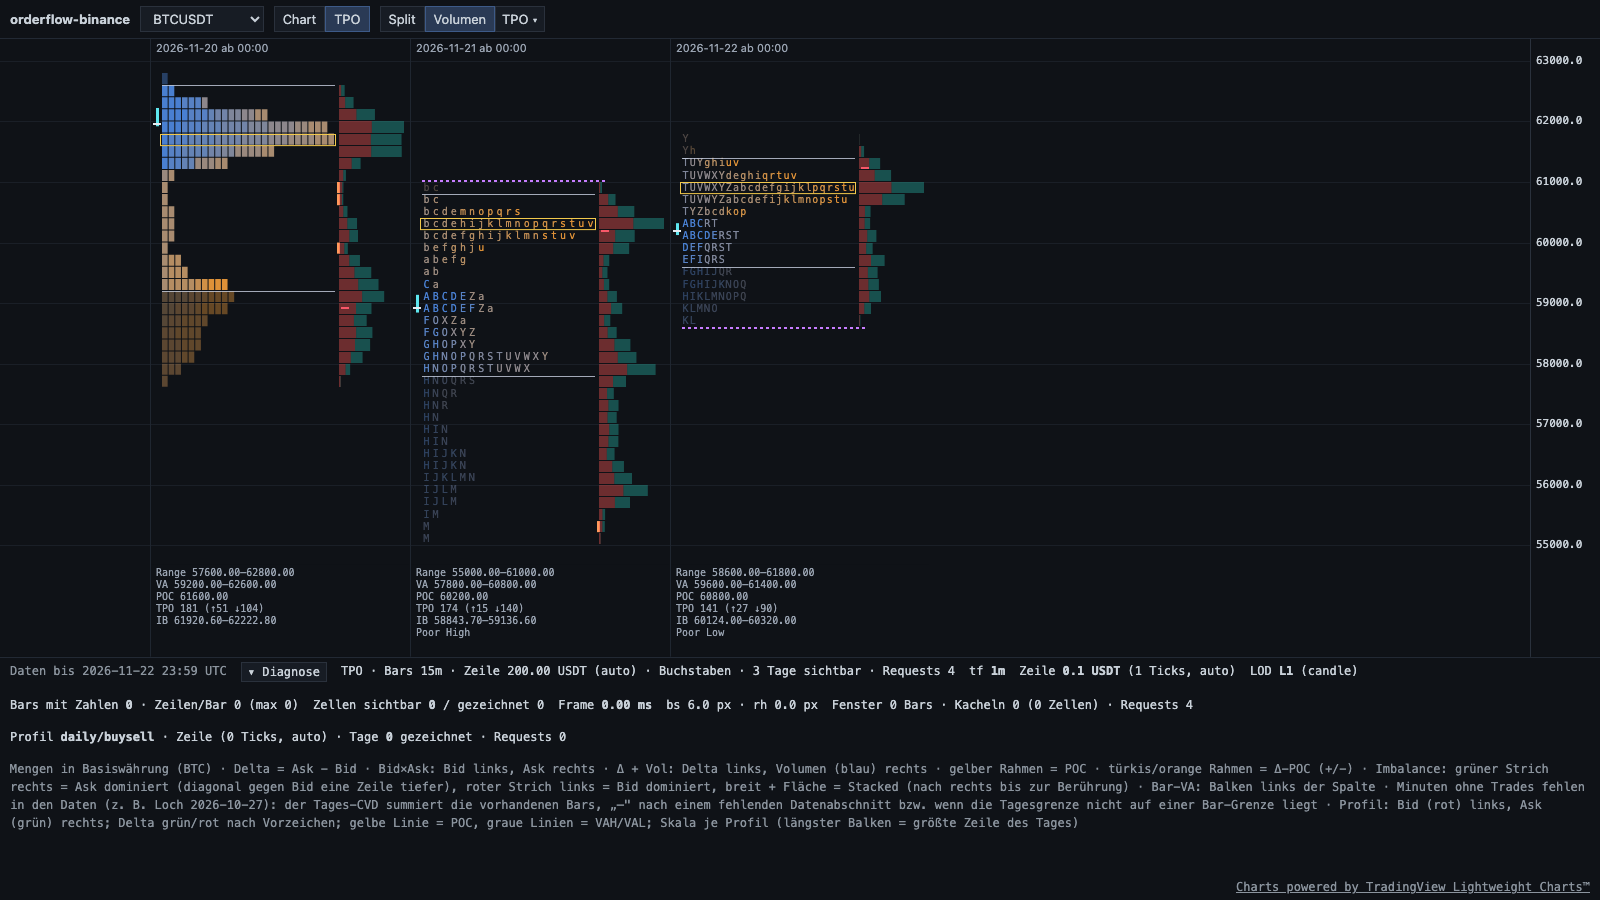 orderflow-binance BTCUSDT Chart TPO Split Volumen TPO ▾
2026-11-20 ab 00:00 2026-11-21 ab 00:00 2026-11-22 ab 00:00
63000.0
62000.0
61000.0
60000.0
59000.0
58000.0
57000.0
56000.0
55000.0
bc
bc
bcdemnopqrs
bcdehijklmnopqrstuv
bcdefghijklmnstuv
befghju
abefg
ab
Ca
ABCDEZa
ABCDEFZa
FOXZa
FGOXYZ
GHOPXY
GHNOPQRSTUVWXY
HNOPQRSTUVWX
HNOQRS
HNQR
HNR
HN
HIN
HIN
HIJKN
HIJKN
IJKLMN
IJLM
IJLM
IM
M
M
Y
Yh
TUYghiuv
TUVWXYdeghiqrtuv
TUVWXYZabcdefgijklpqrstu
TUVWYZabcdefijklmnopstu
TYZbcdkop
ABCRT
ABCDERST
DEFQRST
EFIQRS
FGHIJQR
FGHIJKNOQ
HIKLMNOPQ
KLMNO
KL
Range 57600.00–62800.00
VA 59200.00–62600.00
POC 61600.00
TPO 181 (↑51 ↓104)
IB 61920.60–62222.80
Range 55000.00–61000.00
VA 57800.00–60800.00
POC 60200.00
TPO 174 (↑15 ↓140)
IB 58843.70–59136.60
Poor High
Range 58600.00–61800.00
VA 59600.00–61400.00
POC 60800.00
TPO 141 (↑27 ↓90)
IB 60124.00–60320.00
Poor Low
Daten bis 2026-11-22 23:59 UTC ▾ Diagnose TPO · Bars 15m · Zeile 200.00 USDT (auto) · Buchstaben · 3 Tage sichtbar · Requests 4 tf 1m Zeile 0.1 USDT (1 Ticks, auto) LOD L1 (candle)
Bars mit Zahlen 0 · Zeilen/Bar 0 (max 0) Zellen sichtbar 0 / gezeichnet 0 Frame 0.00 ms bs 6.0 px · rh 0.0 px Fenster 0 Bars · Kacheln 0 (0 Zellen) · Requests 4
Profil daily/buysell · Zeile (0 Ticks, auto) · Tage 0 gezeichnet · Requests 0
Mengen in Basiswährung (BTC) · Delta = Ask − Bid · Bid×Ask: Bid links, Ask rechts · Δ + Vol: Delta links, Volumen (blau) rechts · gelber Rahmen = POC · türkis/orange Rahmen = Δ-POC (+/−) · Imbalance: grüner Strich
rechts = Ask dominiert (diagonal gegen Bid eine Zeile tiefer), roter Strich links = Bid dominiert, breit + Fläche = Stacked (nach rechts bis zur Berührung) · Bar-VA: Balken links der Spalte · Minuten ohne Trades fehlen
in den Daten (z. B. Loch 2026-10-27): der Tages-CVD summiert die vorhandenen Bars, „–" nach einem fehlenden Datenabschnitt bzw. wenn die Tagesgrenze nicht auf einer Bar-Grenze liegt · Profil: Bid (rot) links, Ask
(grün) rechts; Delta grün/rot nach Vorzeichen; gelbe Linie = POC, graue Linien = VAH/VAL; Skala je Profil (längster Balken = größte Zeile des Tages)
Charts powered by TradingView Lightweight Charts™